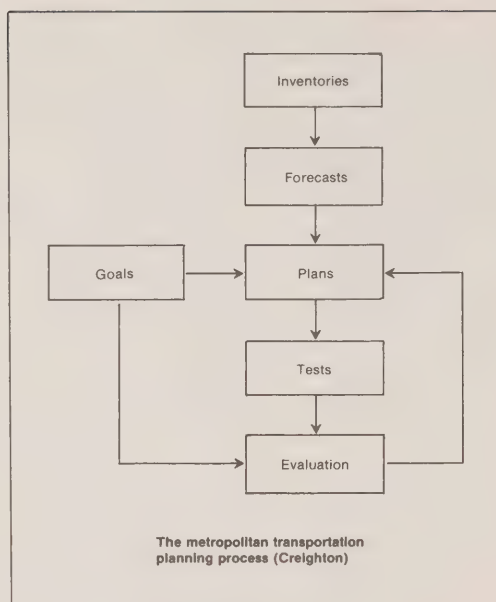 Inventories
Forecasts
Goals
Plans
Tests
Evaluation
The metropolitan transportation
planning process (Creighton)